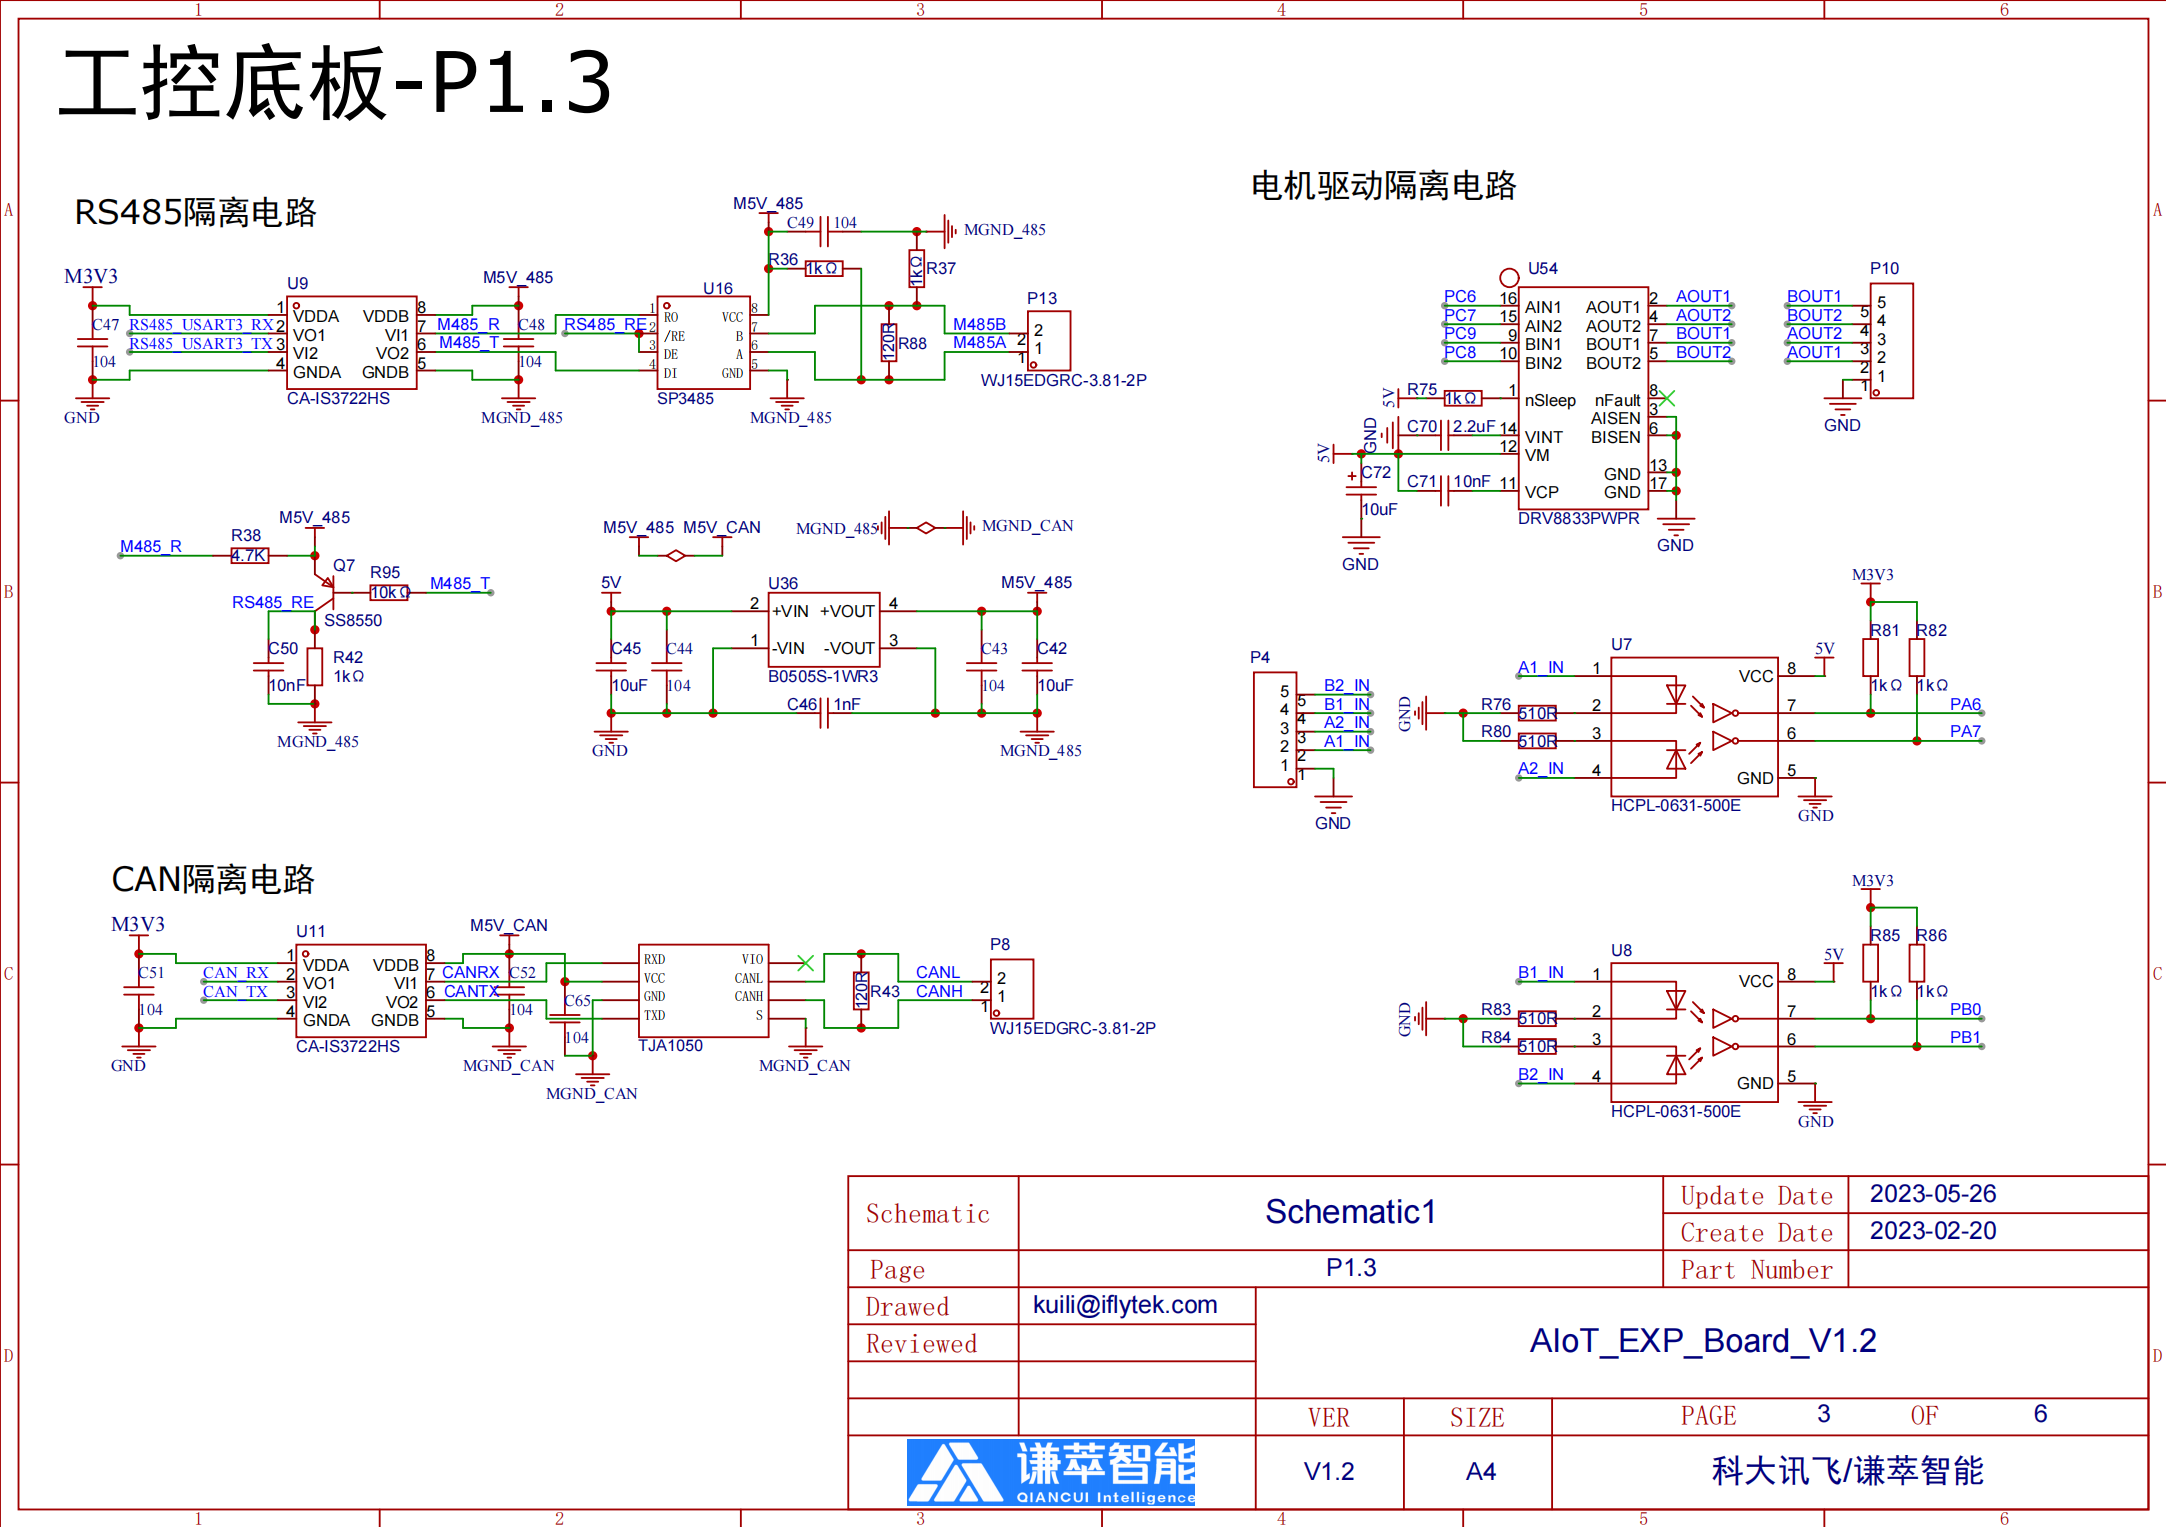 1 2 3 4 5 6
工控底板-P1.3
A
RS485隔离电路
M3V3
C47
104
GND
RS485_USART3_RX
RS485_USART3_TX
U9
1 VDDA VDDB 8
2 VO1 VI1 7
3 VI2 VO2 6
4 GNDA GNDB 5
CA-IS3722HS
M5V_485
M485_R
M485_T
C48
104
MGND_485
RS485_RE
U16
1 RO VCC 8
2 /RE B 7
3 DE A 6
4 DI GND 5
SP3485
MGND_485
M5V_485
C49 104
MGND_485
R36
1kΩ
1kΩ
R37
120R
R88
M485B
M485A
P13
2 2
1 1
WJ15EDGRC-3.81-2P
电机驱动隔离电路
A
U54
PC6 16 AIN1 AOUT1 2 AOUT1
PC7 15 AIN2 AOUT2 4 AOUT2
PC9 9 BIN1 BOUT1 7 BOUT1
PC8 10 BIN2 BOUT2 5 BOUT2
5V R75 1kΩ 1 nSleep nFault 8
AISEN 3
GND C70 2.2uF 14 VINT BISEN 6
5V 12 VM
C72
10uF
GND 13
C71 10nF 11 VCP GND 17
DRV8833PWPR
GND
GND
P10
BOUT1 5 5
BOUT2 4 4
AOUT2 3 3
AOUT1 2 2
1 1
GND
B
M485_R
R38
4.7K
M5V_485
Q7
SS8550
R95
10kΩ
M485_T
RS485_RE
C50
10nF
R42
1kΩ
MGND_485
M5V_485 M5V_CAN
MGND_485 MGND_CAN
5V
U36
2 +VIN +VOUT 4
1 -VIN -VOUT 3
B0505S-1WR3
M5V_485
C45
10uF
C44
104
C43
104
C42
10uF
C46 1nF
GND
MGND_485
B
P4
5 5 B2_IN
4 4 B1_IN
3 3 A2_IN
2 2 A1_IN
1 1
GND
M3V3
R81 R82
1kΩ 1kΩ
5V
U7
A1_IN 1 VCC 8
GND R76 510R 2 7 PA6
R80 510R 3 6 PA7
A2_IN 4 GND 5
HCPL-0631-500E
GND
C
CAN隔离电路
M3V3
C51
104
GND
CAN_RX
CAN_TX
U11
1 VDDA VDDB 8
2 VO1 VI1 7
3 VI2 VO2 6
4 GNDA GNDB 5
CA-IS3722HS
M5V_CAN
CANRX
CANTX
C52
104
MGND_CAN
C65
104
MGND_CAN
RXD VIO
VCC CANL
GND CANH
TXD S
TJA1050
MGND_CAN
120R
R43
CANL
CANH
P8
2 2
1 1
WJ15EDGRC-3.81-2P
C
M3V3
R85 R86
1kΩ 1kΩ
5V
U8
B1_IN 1 VCC 8
GND R83 510R 2 7 PB0
R84 510R 3 6 PB1
B2_IN 4 GND 5
HCPL-0631-500E
GND
D
D
Schematic Schematic1 Update Date 2023-05-26
Create Date 2023-02-20
Page P1.3 Part Number
Drawed kuili@iflytek.com
Reviewed
AIoT_EXP_Board_V1.2
VER SIZE PAGE 3 OF 6
谦萃智能
QIANCUI Intelligence
V1.2 A4 科大讯飞/谦萃智能
1 2 3 4 5 6